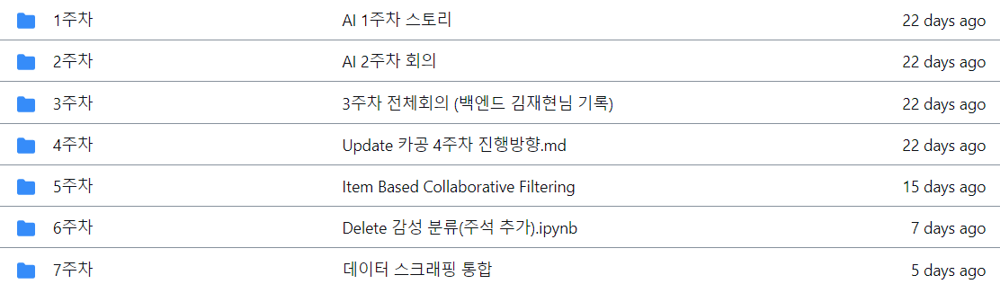 1주차 AI 1주차 스토리 22 days ago
2주차 AI 2주차 회의 22 days ago
3주차 3주차 전체회의 (백엔드 김재현님 기록) 22 days ago
4주차 Update 카공 4주차 진행방향.md 22 days ago
5주차 Item Based Collaborative Filtering 15 days ago
6주차 Delete 감성 분류(주석 추가).ipynb 7 days ago
7주차 데이터 스크래핑 통합 5 days ago